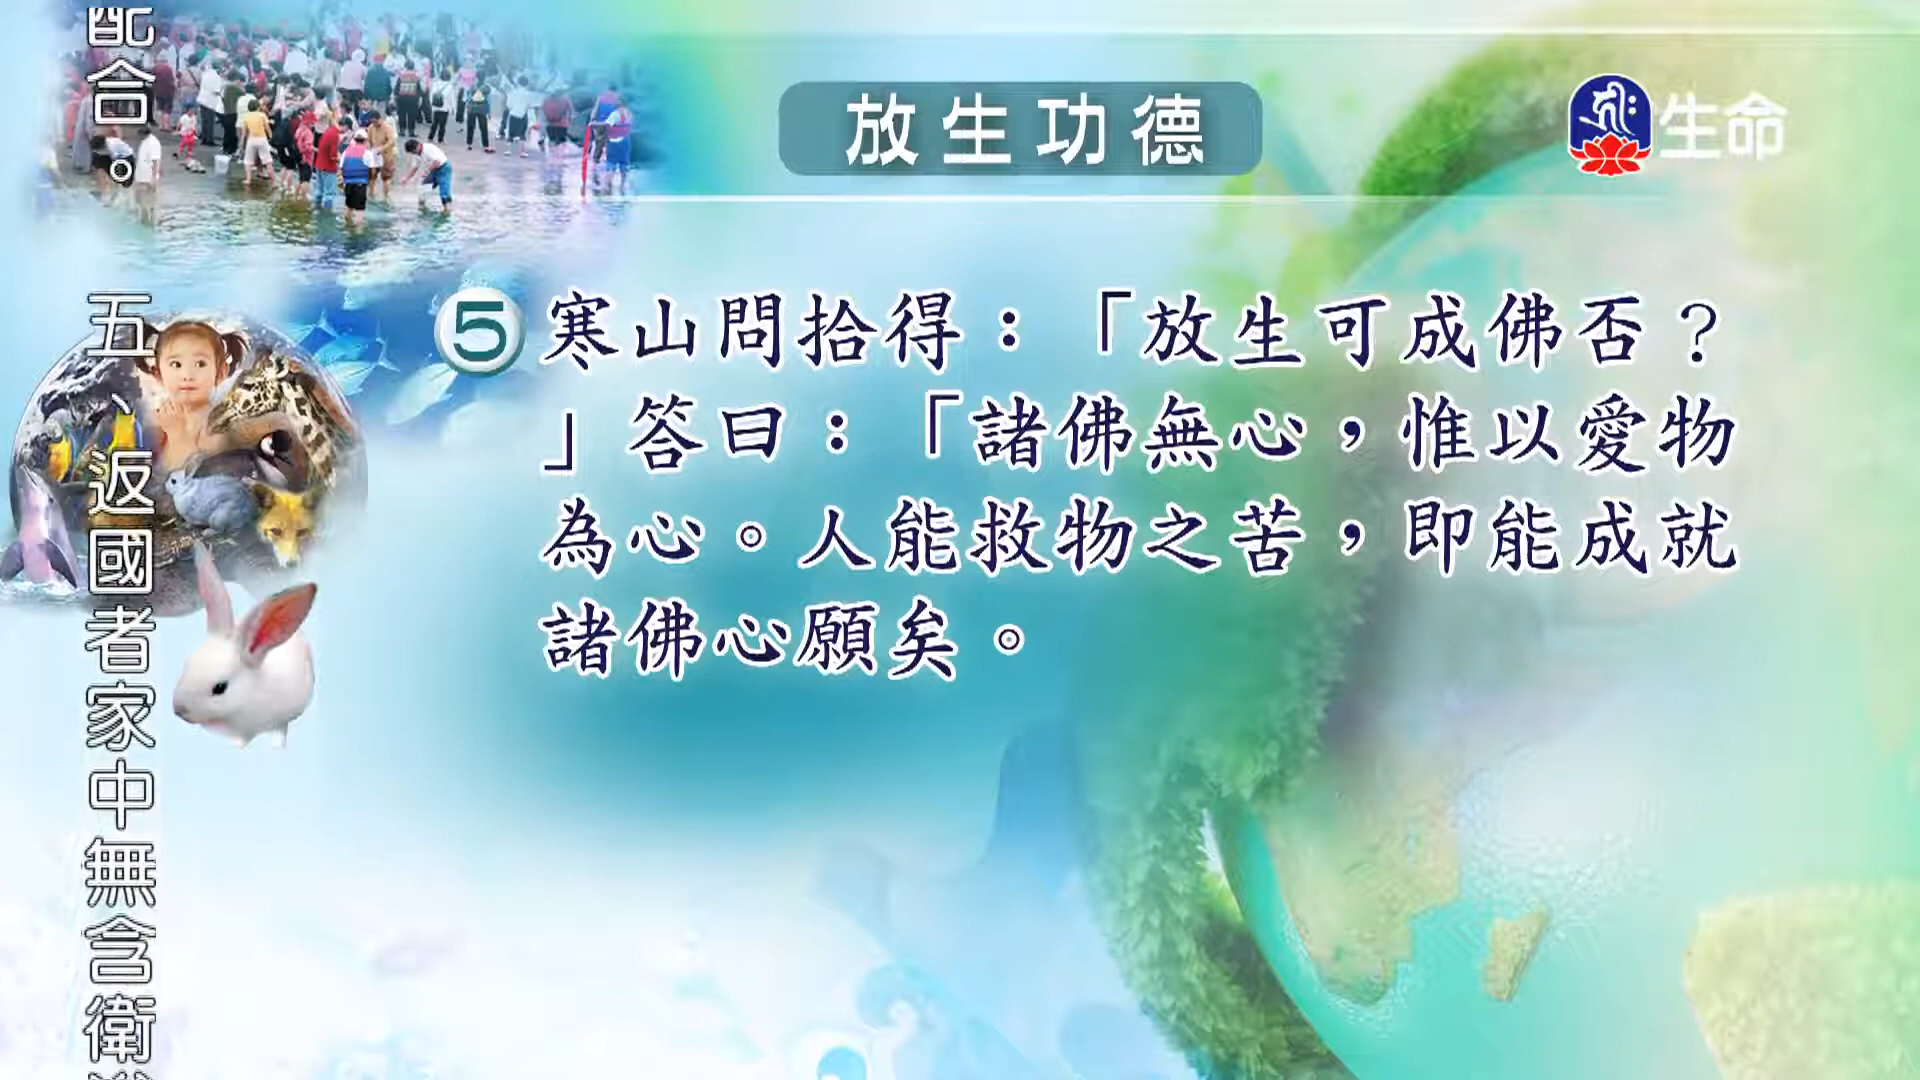 放生功德
生命
5 寒山問拾得：「放生可成佛否？
」答曰：「諸佛無心，惟以愛物
為心。人能救物之苦，即能成就
諸佛心願矣。
配合。 五、返國者家中無含衛